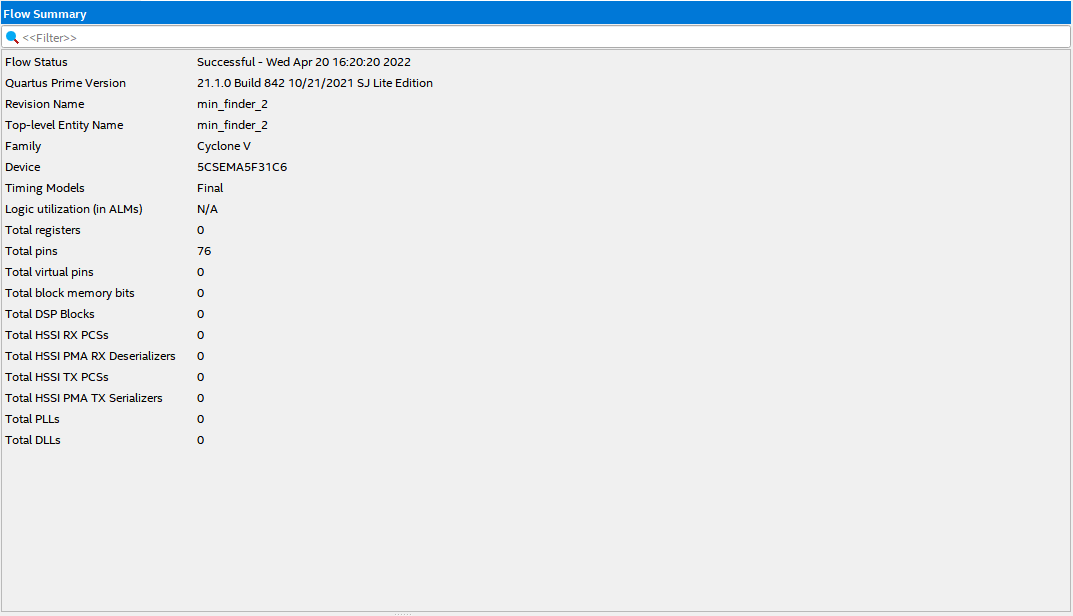 Flow Summary
<<Filter>>
Flow Status Successful - Wed Apr 20 16:20:20 2022
Quartus Prime Version 21.1.0 Build 842 10/21/2021 SJ Lite Edition
Revision Name min_finder_2
Top-level Entity Name min_finder_2
Family Cyclone V
Device 5CSEMA5F31C6
Timing Models Final
Logic utilization (in ALMs) N/A
Total registers 0
Total pins 76
Total virtual pins 0
Total block memory bits 0
Total DSP Blocks 0
Total HSSI RX PCSs 0
Total HSSI PMA RX Deserializers 0
Total HSSI TX PCSs 0
Total HSSI PMA TX Serializers 0
Total PLLs 0
Total DLLs 0